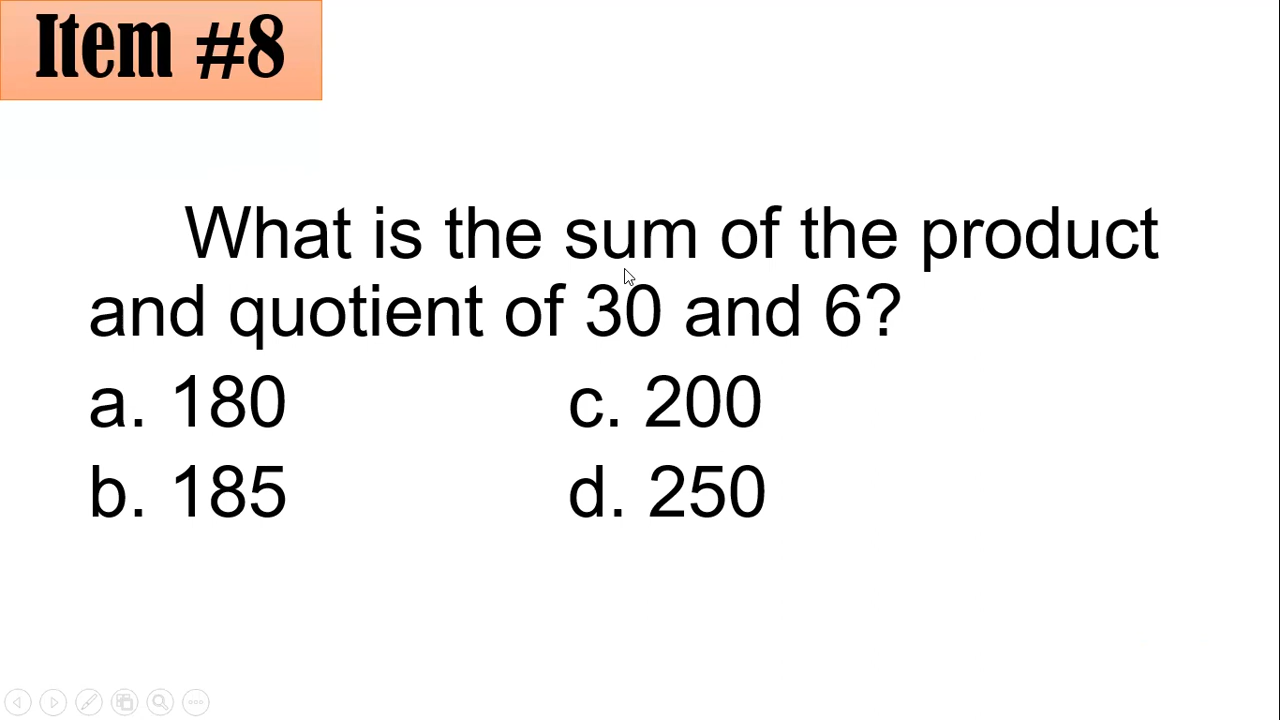 Item #8
What is the sum of the product
and quotient of 30 and 6?
a. 180 c. 200
b. 185 d. 250